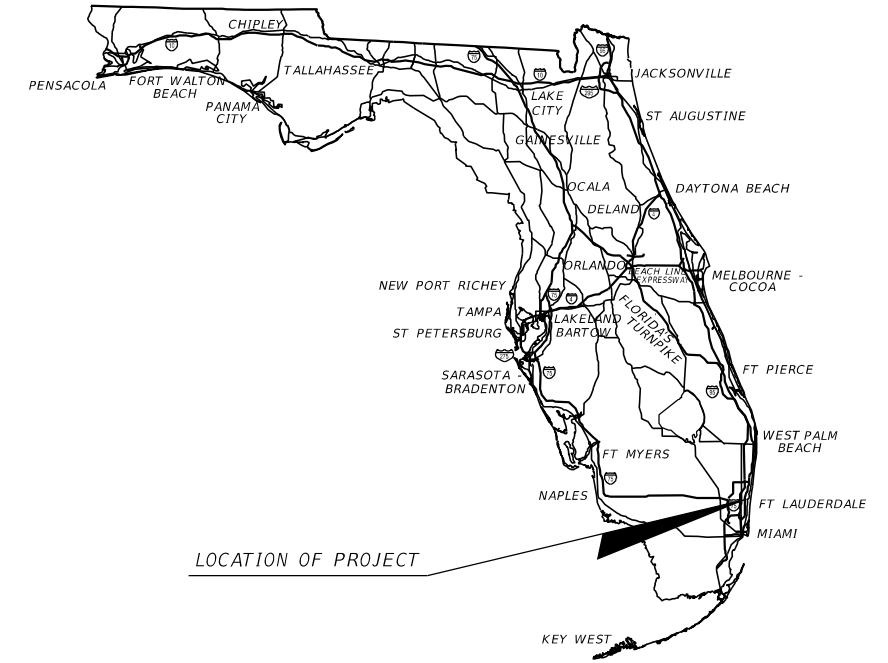 CHIPLEY
TALLAHASSEE
PENSACOLA
FORT WALTON
BEACH
PANAMA
CITY
JACKSONVILLE
LAKE
CITY
ST AUGUSTINE
GAINESVILLE
OCALA
DAYTONA BEACH
DELAND
ORLANDO
BEACH LINE
EXPRESSWAY
MELBOURNE -
COCOA
NEW PORT RICHEY
TAMPA
LAKELAND
BARTOW
ST PETERSBURG
FLORIDA'S
TURNPIKE
SARASOTA -
BRADENTON
FT PIERCE
WEST PALM
BEACH
FT MYERS
NAPLES
FT LAUDERDALE
MIAMI
LOCATION OF PROJECT
KEY WEST